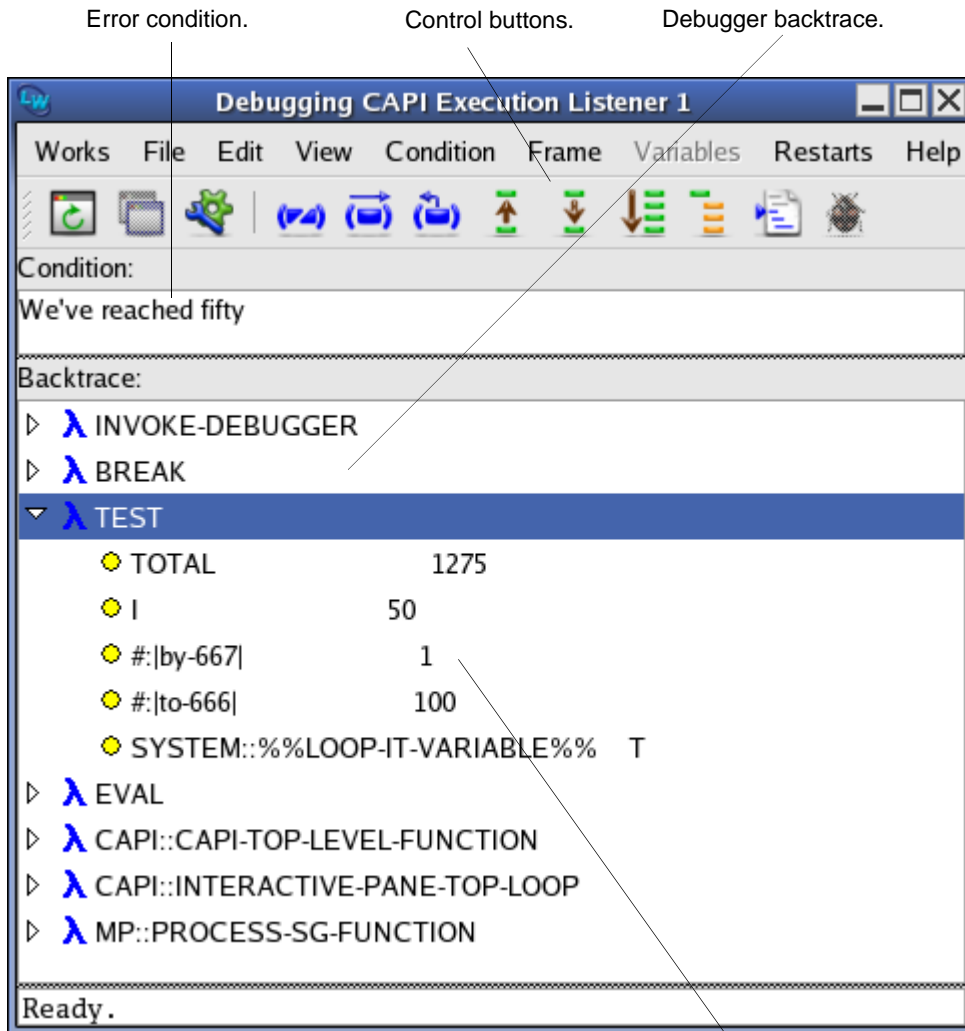 Error condition. Control buttons. Debugger backtrace.
LW Debugging CAPI Execution Listener 1
Works File Edit View Condition Frame Variables Restarts Help
Condition:
We've reached fifty
Backtrace:
λ INVOKE-DEBUGGER
λ BREAK
λ TEST
TOTAL 1275
I 50
#:|by-667| 1
#:|to-666| 100
SYSTEM::%%LOOP-IT-VARIABLE%% T
λ EVAL
λ CAPI::CAPI-TOP-LEVEL-FUNCTION
λ CAPI::INTERACTIVE-PANE-TOP-LOOP
λ MP::PROCESS-SG-FUNCTION
Ready.